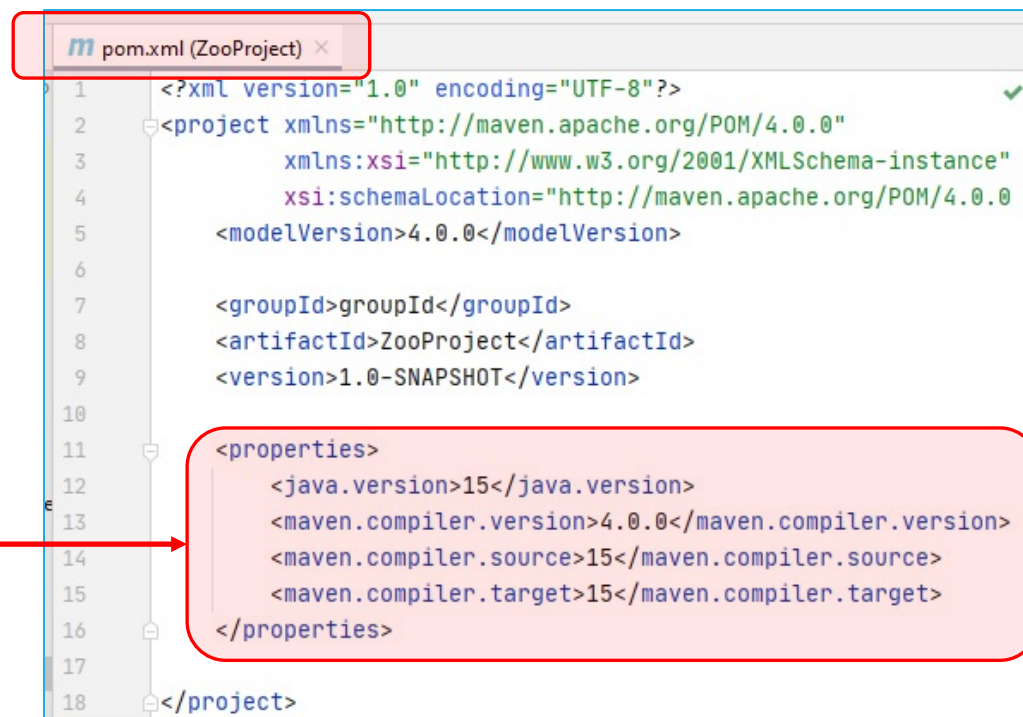 m pom.xml (ZooProject) ×
1 <?xml version="1.0" encoding="UTF-8"?>
2 <project xmlns="http://maven.apache.org/POM/4.0.0"
3 xmlns:xsi="http://www.w3.org/2001/XMLSchema-instance"
4 xsi:schemaLocation="http://maven.apache.org/POM/4.0.0
5 <modelVersion>4.0.0</modelVersion>
6
7 <groupId>groupId</groupId>
8 <artifactId>ZooProject</artifactId>
9 <version>1.0-SNAPSHOT</version>
10
11 <properties>
12 <java.version>15</java.version>
e
13 <maven.compiler.version>4.0.0</maven.compiler.version>
14 <maven.compiler.source>15</maven.compiler.source>
15 <maven.compiler.target>15</maven.compiler.target>
16 </properties>
17
18 </project>